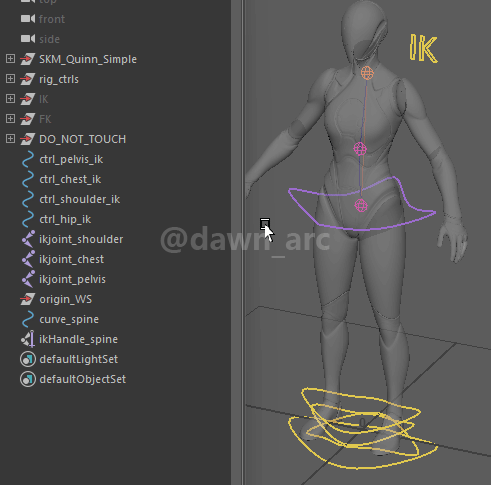 top
front
side
SKM_Quinn_Simple
rig_ctrls
IK
FK
DO_NOT_TOUCH
ctrl_pelvis_ik
ctrl_chest_ik
ctrl_shoulder_ik
ctrl_hip_ik
ikjoint_shoulder
ikjoint_chest
ikjoint_pelvis
origin_WS
curve_spine
ikHandle_spine
defaultLightSet
defaultObjectSet
IK
@dawn_arc